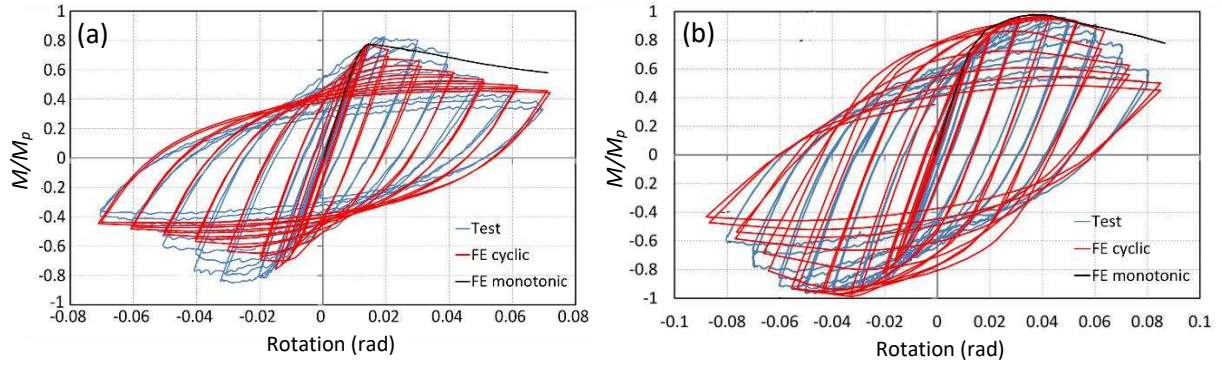 (a)
M/Mp
1
0.8
0.6
0.4
0.2
0
-0.2
-0.4
-0.6
-0.8
-1
-0.08 -0.06 -0.04 -0.02 0 0.02 0.04 0.06 0.08
Rotation (rad)
Test
FE cyclic
FE monotonic
(b)
M/Mp
1
0.8
0.6
0.4
0.2
0
-0.2
-0.4
-0.6
-0.8
-1
-0.1 -0.08 -0.06 -0.04 -0.02 0 0.02 0.04 0.06 0.08 0.1
Rotation (rad)
Test
FE cyclic
FE monotonic